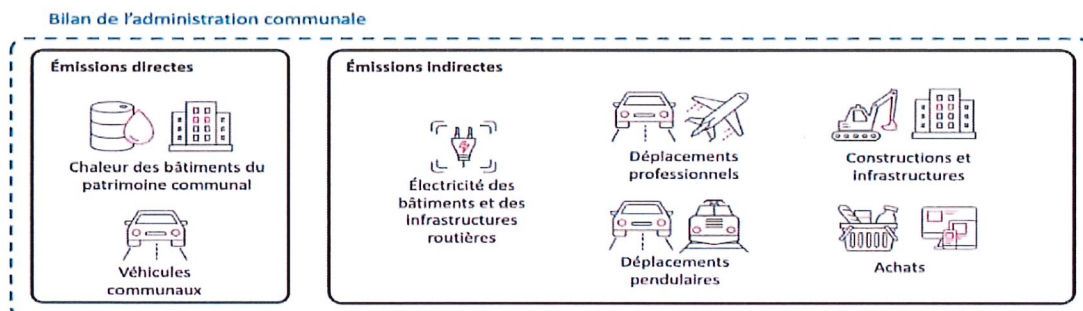 Bilan de l'administration communale
Émissions directes
Chaleur des bâtiments du
patrimoine communal
Véhicules
communaux
Émissions indirectes
Électricité des
bâtiments et des
infrastructures
routières
Déplacements
professionnels
Déplacements
pendulaires
Constructions et
infrastructures
Achats